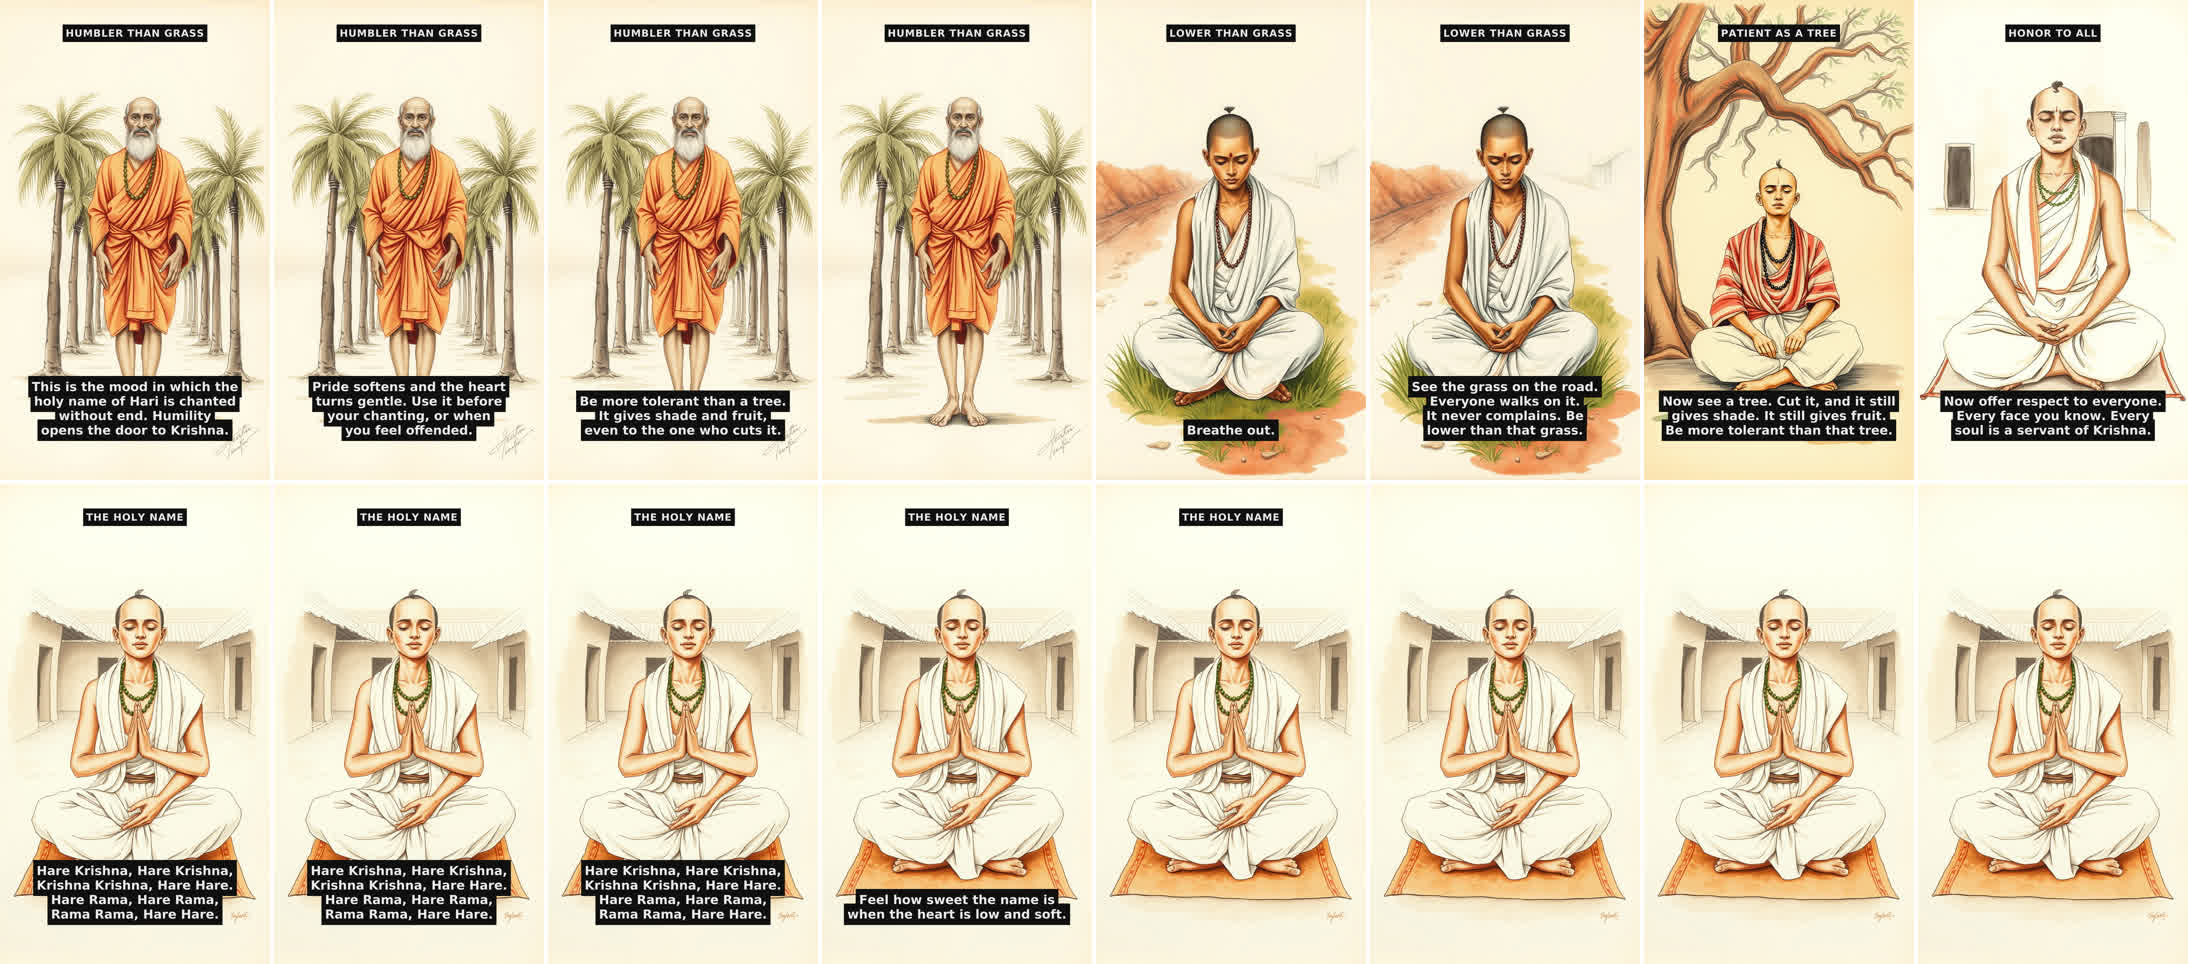 HUMBLER THAN GRASS
This is the mood in which the
holy name of Hari is chanted
without end. Humility
opens the door to Krishna.
HUMBLER THAN GRASS
Pride softens and the heart
turns gentle. Use it before
your chanting, or when
you feel offended.
HUMBLER THAN GRASS
Be more tolerant than a tree.
It gives shade and fruit,
even to the one who cuts it.
HUMBLER THAN GRASS
LOWER THAN GRASS
Breathe out.
LOWER THAN GRASS
See the grass on the road.
Everyone walks on it.
It never complains. Be
lower than that grass.
PATIENT AS A TREE
Now see a tree. Cut it, and it still
gives shade. It still gives fruit.
Be more tolerant than that tree.
HONOR TO ALL
Now offer respect to everyone.
Every face you know. Every
soul is a servant of Krishna.
THE HOLY NAME
Hare Krishna, Hare Krishna,
Krishna Krishna, Hare Hare.
Hare Rama, Hare Rama,
Rama Rama, Hare Hare.
THE HOLY NAME
Hare Krishna, Hare Krishna,
Krishna Krishna, Hare Hare.
Hare Rama, Hare Rama,
Rama Rama, Hare Hare.
THE HOLY NAME
Hare Krishna, Hare Krishna,
Krishna Krishna, Hare Hare.
Hare Rama, Hare Rama,
Rama Rama, Hare Hare.
THE HOLY NAME
Feel how sweet the name is
when the heart is low and soft.
THE HOLY NAME